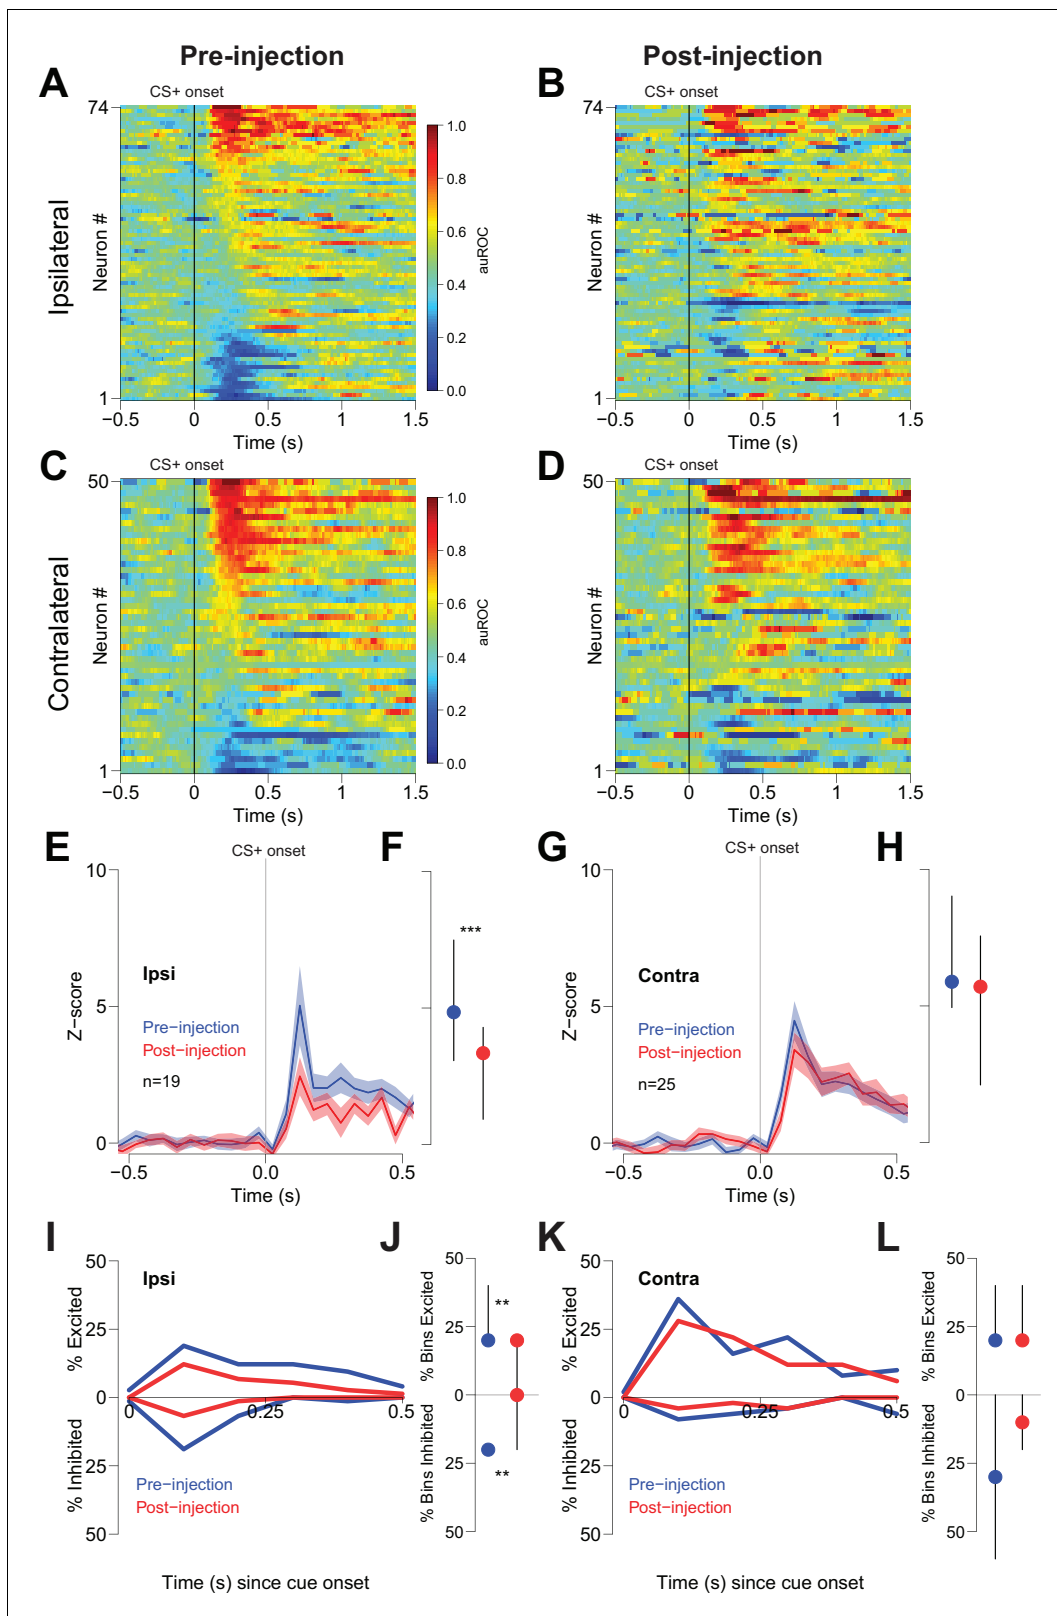 Pre-injection
Post-injection
A
CS+ onset
74
Ipsilateral
Neuron #
1
−0.5
0
0.5
1
1.5
Time (s)
1.0
0.8
0.6
0.4
0.2
0.0
auROC
B
CS+ onset
74
Neuron #
1
−0.5
0
0.5
1
1.5
Time (s)
C
CS+ onset
50
Contralateral
Neuron #
1
−0.5
0
0.5
1
1.5
Time (s)
1.0
0.8
0.6
0.4
0.2
0.0
auROC
D
CS+ onset
50
Neuron #
1
−0.5
0
0.5
1
1.5
Time (s)
E
CS+ onset
10
5
0
Z−score
Ipsi
Pre−injection
Post−injection
n=19
−0.5
0.0
0.5
Time (s)
F
***
G
CS+ onset
10
5
0
Z−score
Contra
Pre−injection
Post−injection
n=25
−0.5
0.0
0.5
Time (s)
H
I
50
25
0
25
50
% Excited
% Inhibited
Ipsi
0
0.25
0.5
Pre−injection
Post−injection
Time (s) since cue onset
J
50
25
0
25
50
% Bins Excited
% Bins Inhibited
**
**
K
50
25
0
25
50
% Excited
% Inhibited
Contra
0
0.25
0.5
Pre−injection
Post−injection
Time (s) since cue onset
L
50
25
0
25
50
% Bins Excited
% Bins Inhibited